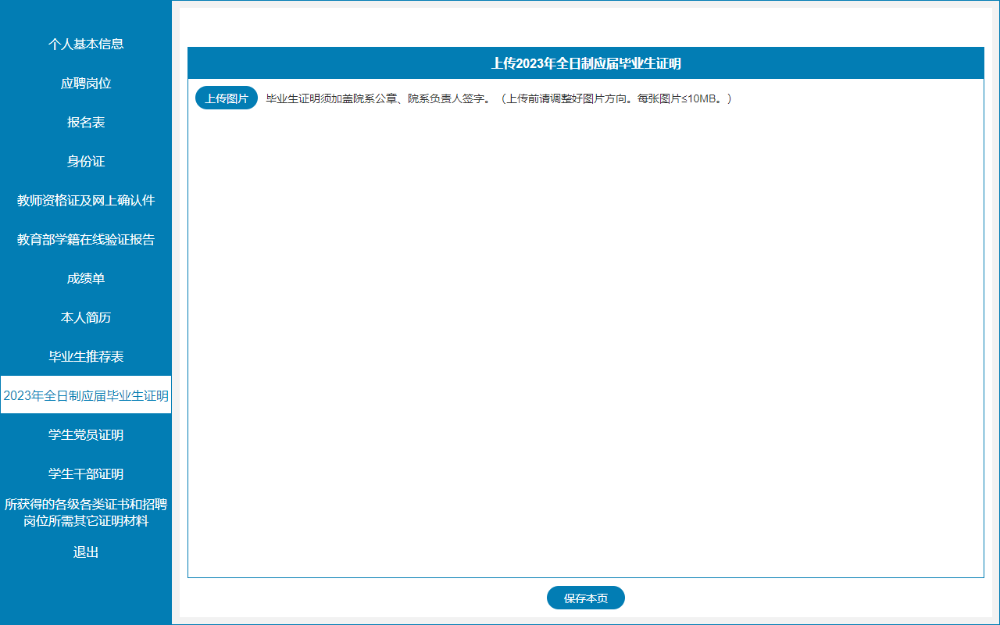 个人基本信息
应聘岗位
报名表
身份证
教师资格证及网上确认件
教育部学籍在线验证报告
成绩单
本人简历
毕业生推荐表
2023年全日制应届毕业生证明
学生党员证明
学生干部证明
所获得的各级各类证书和招聘
岗位所需其它证明材料
退出
上传2023年全日制应届毕业生证明
上传图片 毕业生证明须加盖院系公章、院系负责人签字。（上传前请调整好图片方向。每张图片≤10MB。）
保存本页